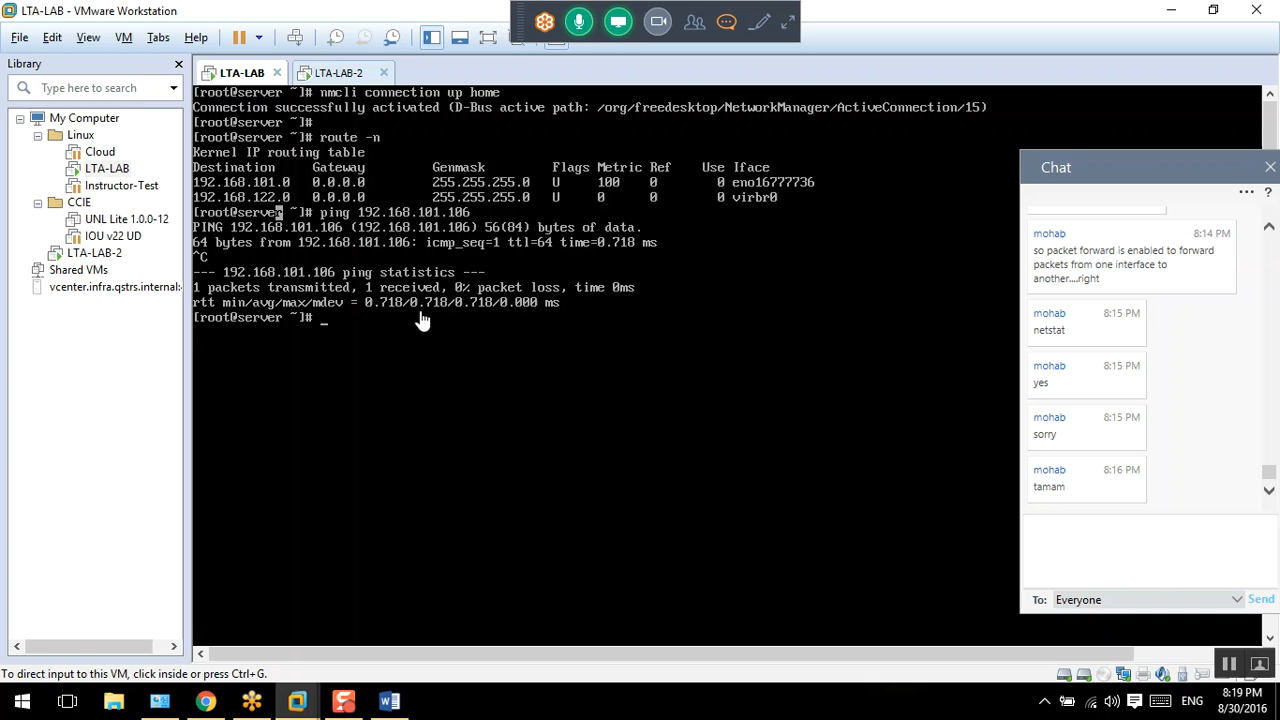 LTA-LAB - VMware Workstation
File Edit View VM Tabs Help
Library
Type here to search
My Computer
Linux
Cloud
LTA-LAB
Instructor-Test
CCIE
UNL Lite 1.0.0-12
IOU v22 UD
LTA-LAB-2
Shared VMs
vcenter.infra.qstrs.internal:
LTA-LAB
LTA-LAB-2
[root@server ~]# nmcli connection up home
Connection successfully activated (D-Bus active path: /org/freedesktop/NetworkManager/ActiveConnection/15)
[root@server ~]#
[root@server ~]# route -n
Kernel IP routing table
Destination Gateway Genmask Flags Metric Ref Use Iface
192.168.101.0 0.0.0.0 255.255.255.0 U 100 0 0 eno16777736
192.168.122.0 0.0.0.0 255.255.255.0 U 0 0 0 virbr0
[root@server ~]# ping 192.168.101.106
PING 192.168.101.106 (192.168.101.106) 56(84) bytes of data.
64 bytes from 192.168.101.106: icmp_seq=1 ttl=64 time=0.718 ms
^C
--- 192.168.101.106 ping statistics ---
1 packets transmitted, 1 received, 0% packet loss, time 0ms
rtt min/avg/max/mdev = 0.718/0.718/0.718/0.000 ms
[root@server ~]# _
Chat
mohab 8:14 PM
so packet forward is enabled to forward
packets from one interface to
another....right
mohab 8:15 PM
netstat
mohab 8:15 PM
yes
mohab 8:15 PM
sorry
mohab 8:16 PM
tamam
To: Everyone Send
To direct input to this VM, click inside or press Ctrl+G.
ENG
8:19 PM
8/30/2016